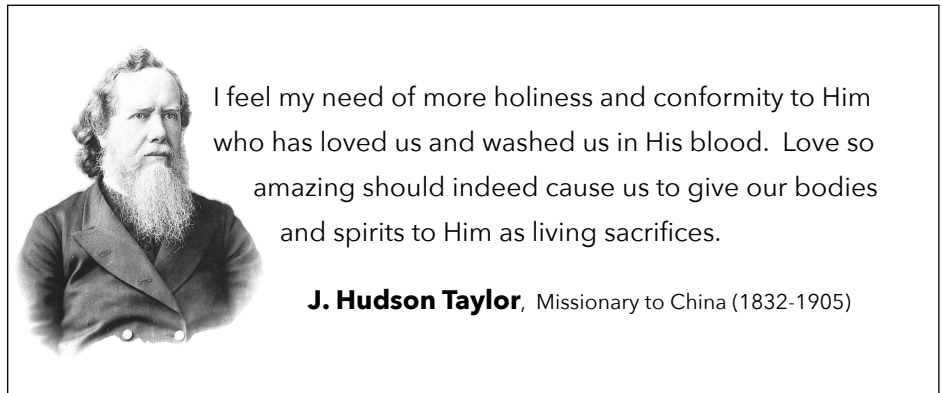 I feel my need of more holiness and conformity to Him
who has loved us and washed us in His blood.  Love so
amazing should indeed cause us to give our bodies
and spirits to Him as living sacrifices.
J. Hudson Taylor,  Missionary to China (1832-1905)